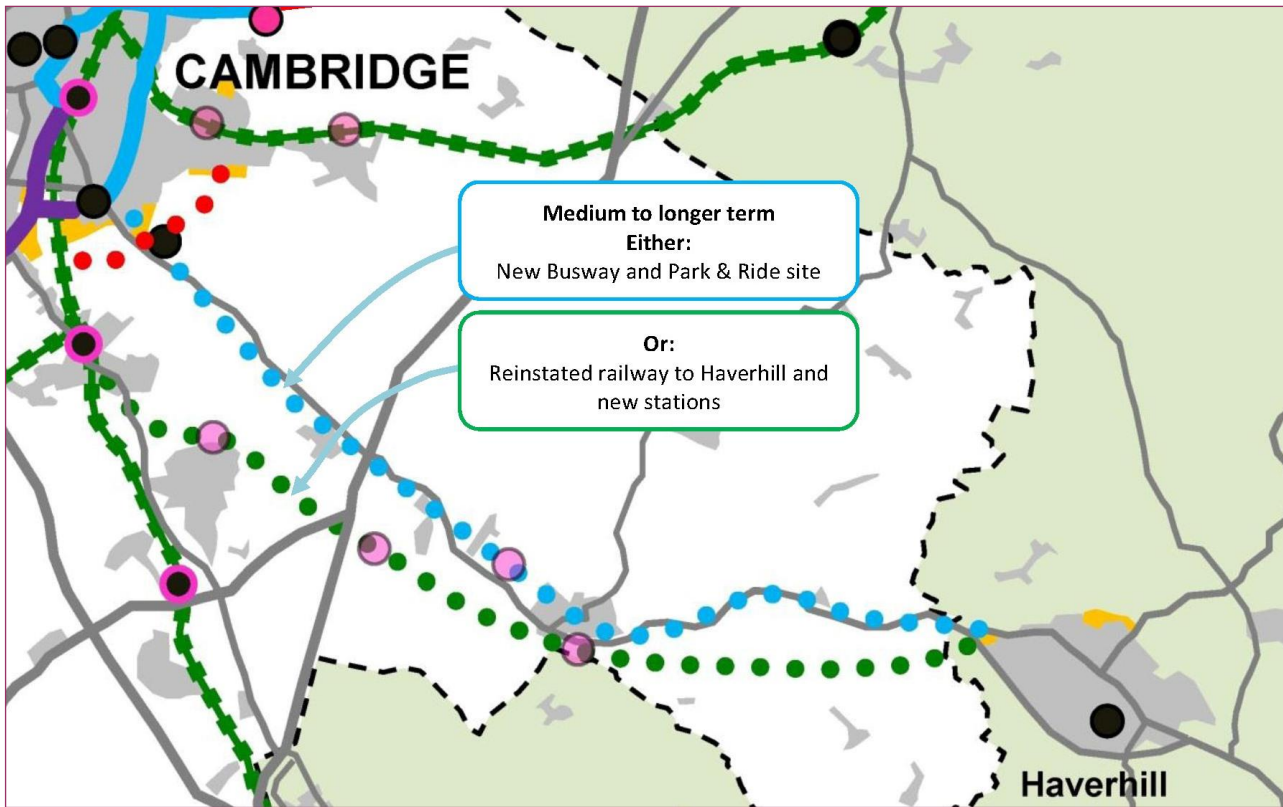 CAMBRIDGE
Medium to longer term
Either:
New Busway and Park & Ride site
Or:
Reinstated railway to Haverhill and
new stations
Haverhill